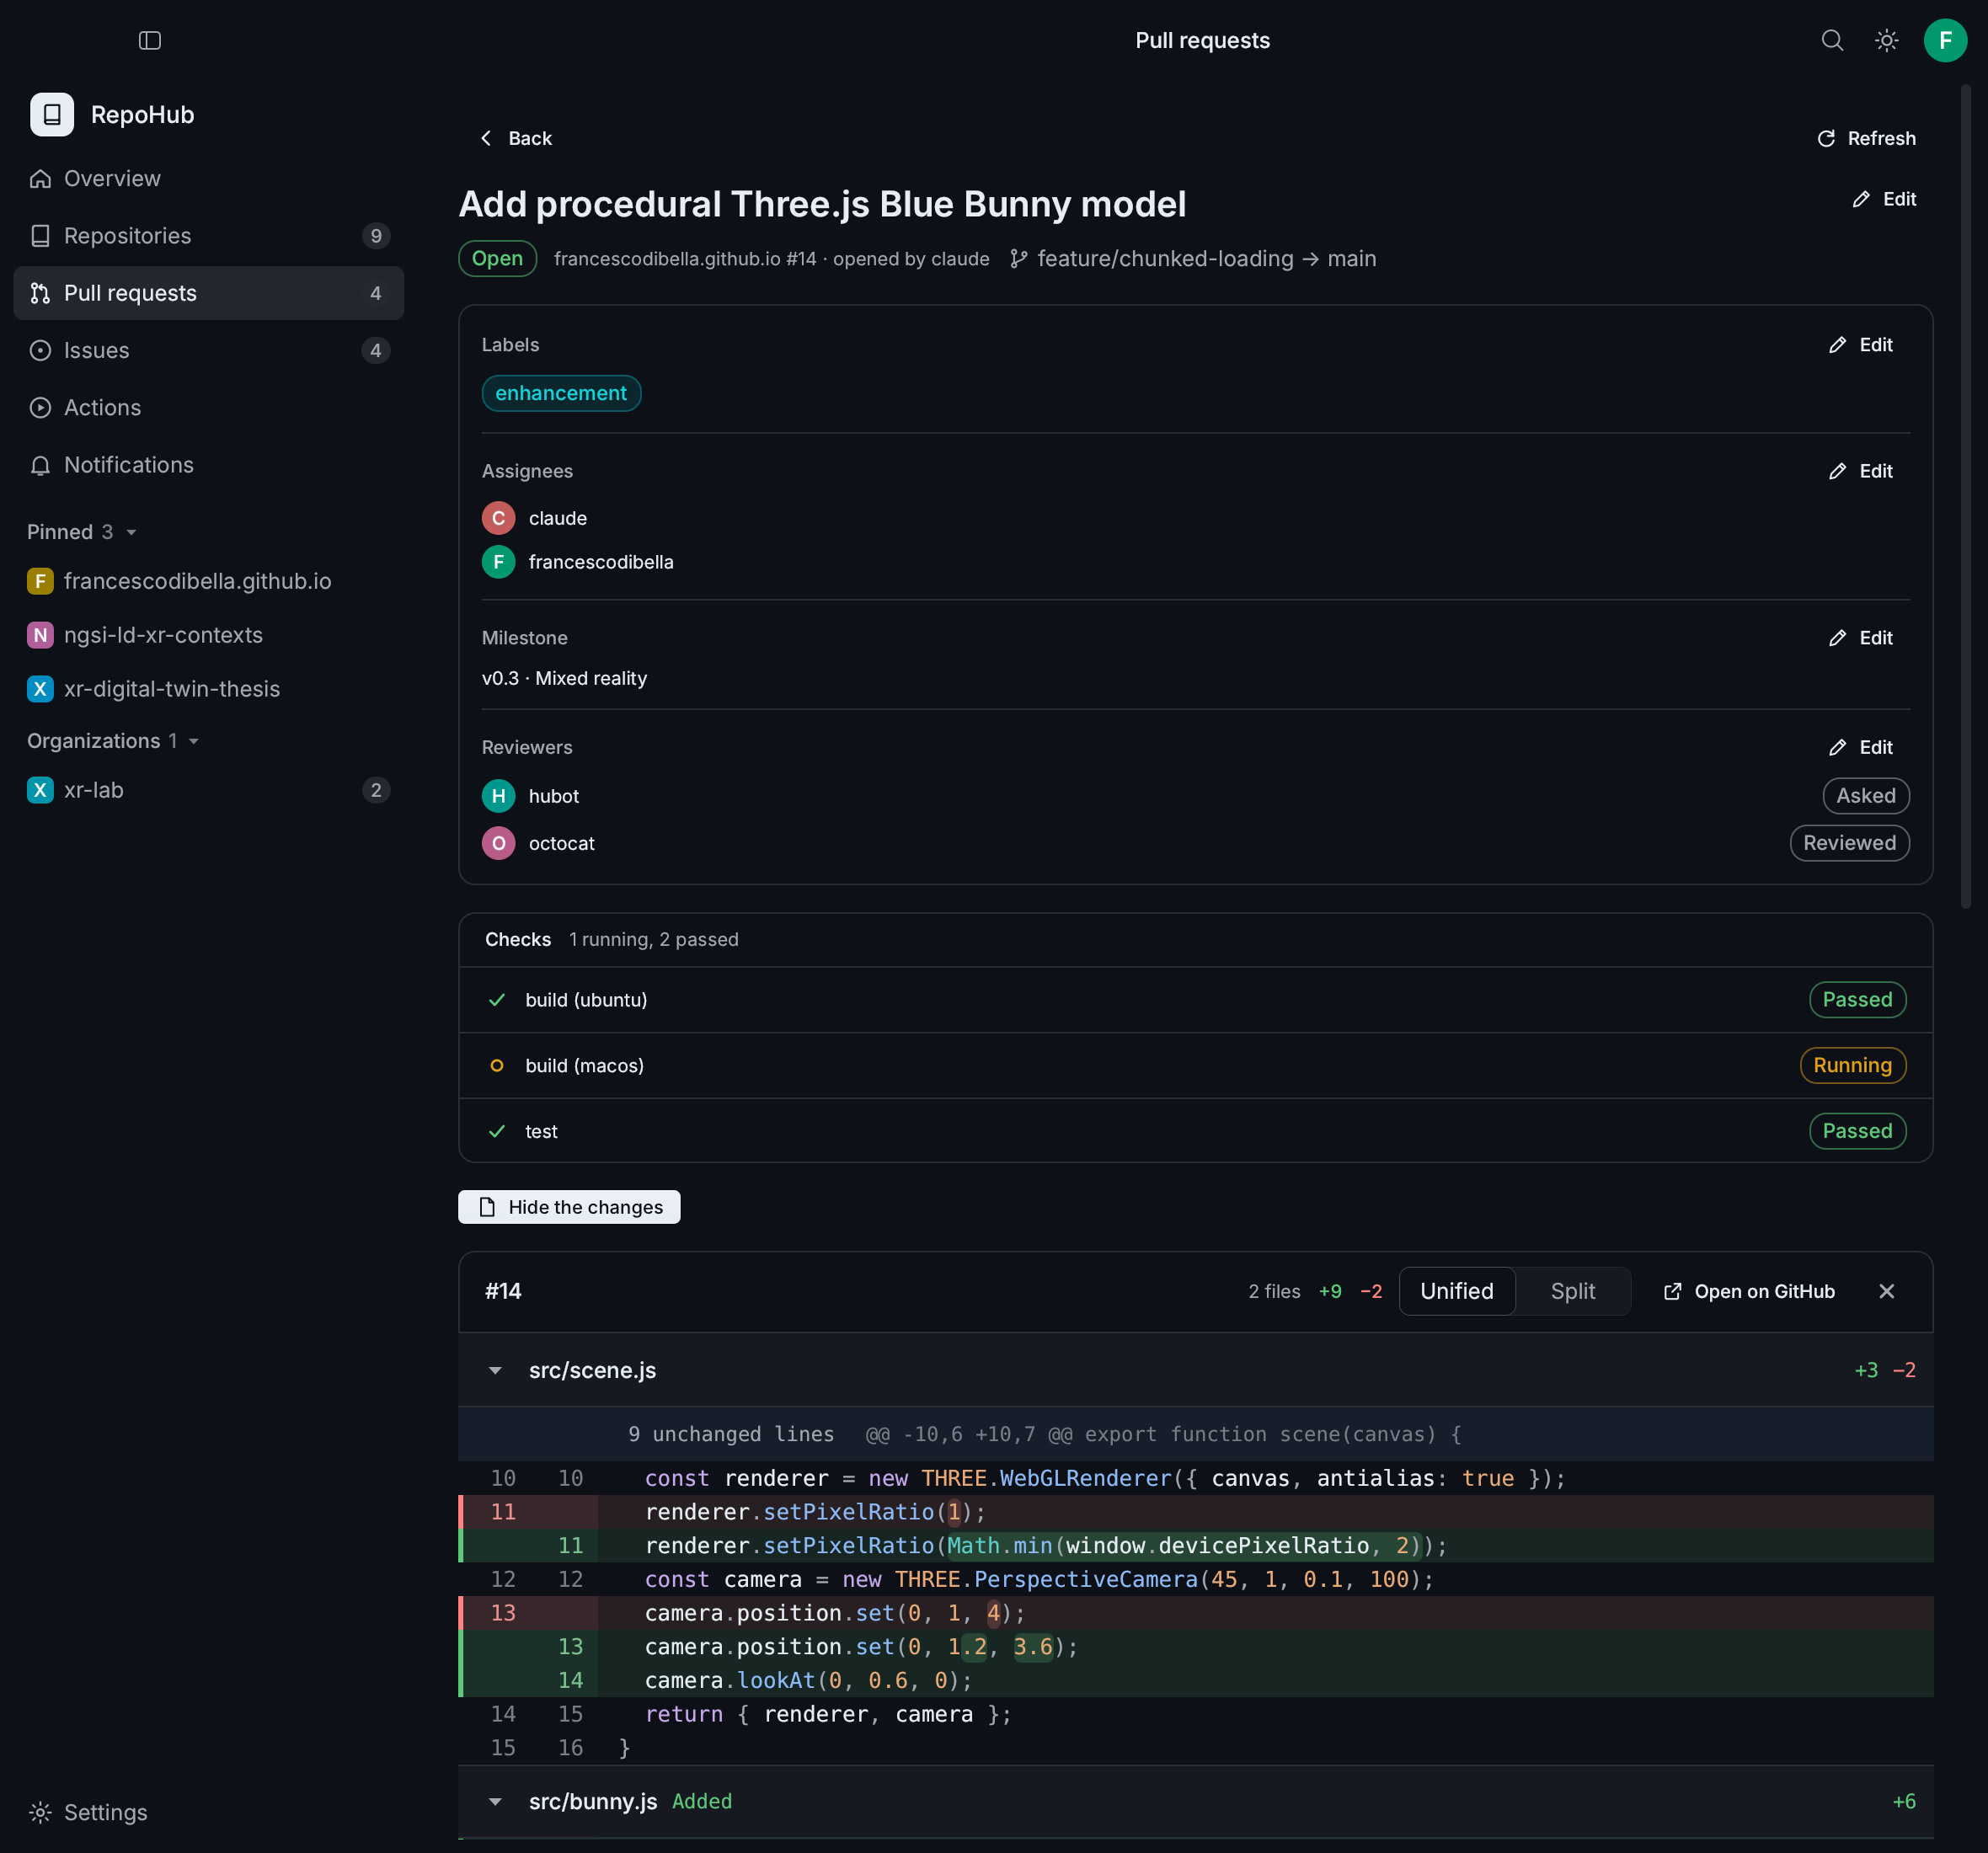 Pull requests
F
RepoHub
Overview
Repositories 9
Pull requests 4
Issues 4
Actions
Notifications
Pinned 3
F francescodibella.github.io
N ngsi-ld-xr-contexts
X xr-digital-twin-thesis
Organizations 1
X xr-lab 2
Settings
Back
Refresh
Add procedural Three.js Blue Bunny model
Edit
Open francescodibella.github.io #14 · opened by claude feature/chunked-loading → main
Labels
Edit
enhancement
Assignees
Edit
C claude
F francescodibella
Milestone
Edit
v0.3 · Mixed reality
Reviewers
Edit
H hubot Asked
O octocat Reviewed
Checks 1 running, 2 passed
build (ubuntu) Passed
build (macos) Running
test Passed
Hide the changes
#14 2 files +9 −2 Unified Split Open on GitHub
src/scene.js +3 −2
9 unchanged lines @@ -10,6 +10,7 @@ export function scene(canvas) {
10 10 const renderer = new THREE.WebGLRenderer({ canvas, antialias: true });
11 renderer.setPixelRatio(1);
11 renderer.setPixelRatio(Math.min(window.devicePixelRatio, 2));
12 12 const camera = new THREE.PerspectiveCamera(45, 1, 0.1, 100);
13 camera.position.set(0, 1, 4);
13 camera.position.set(0, 1.2, 3.6);
14 camera.lookAt(0, 0.6, 0);
14 15 return { renderer, camera };
15 16 }
src/bunny.js Added +6